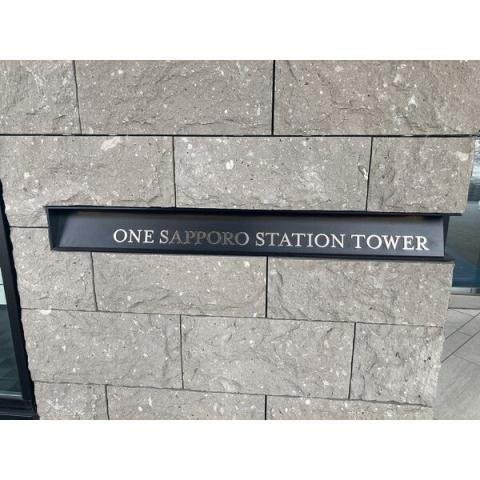 ONE SAPPORO STATION TOWER